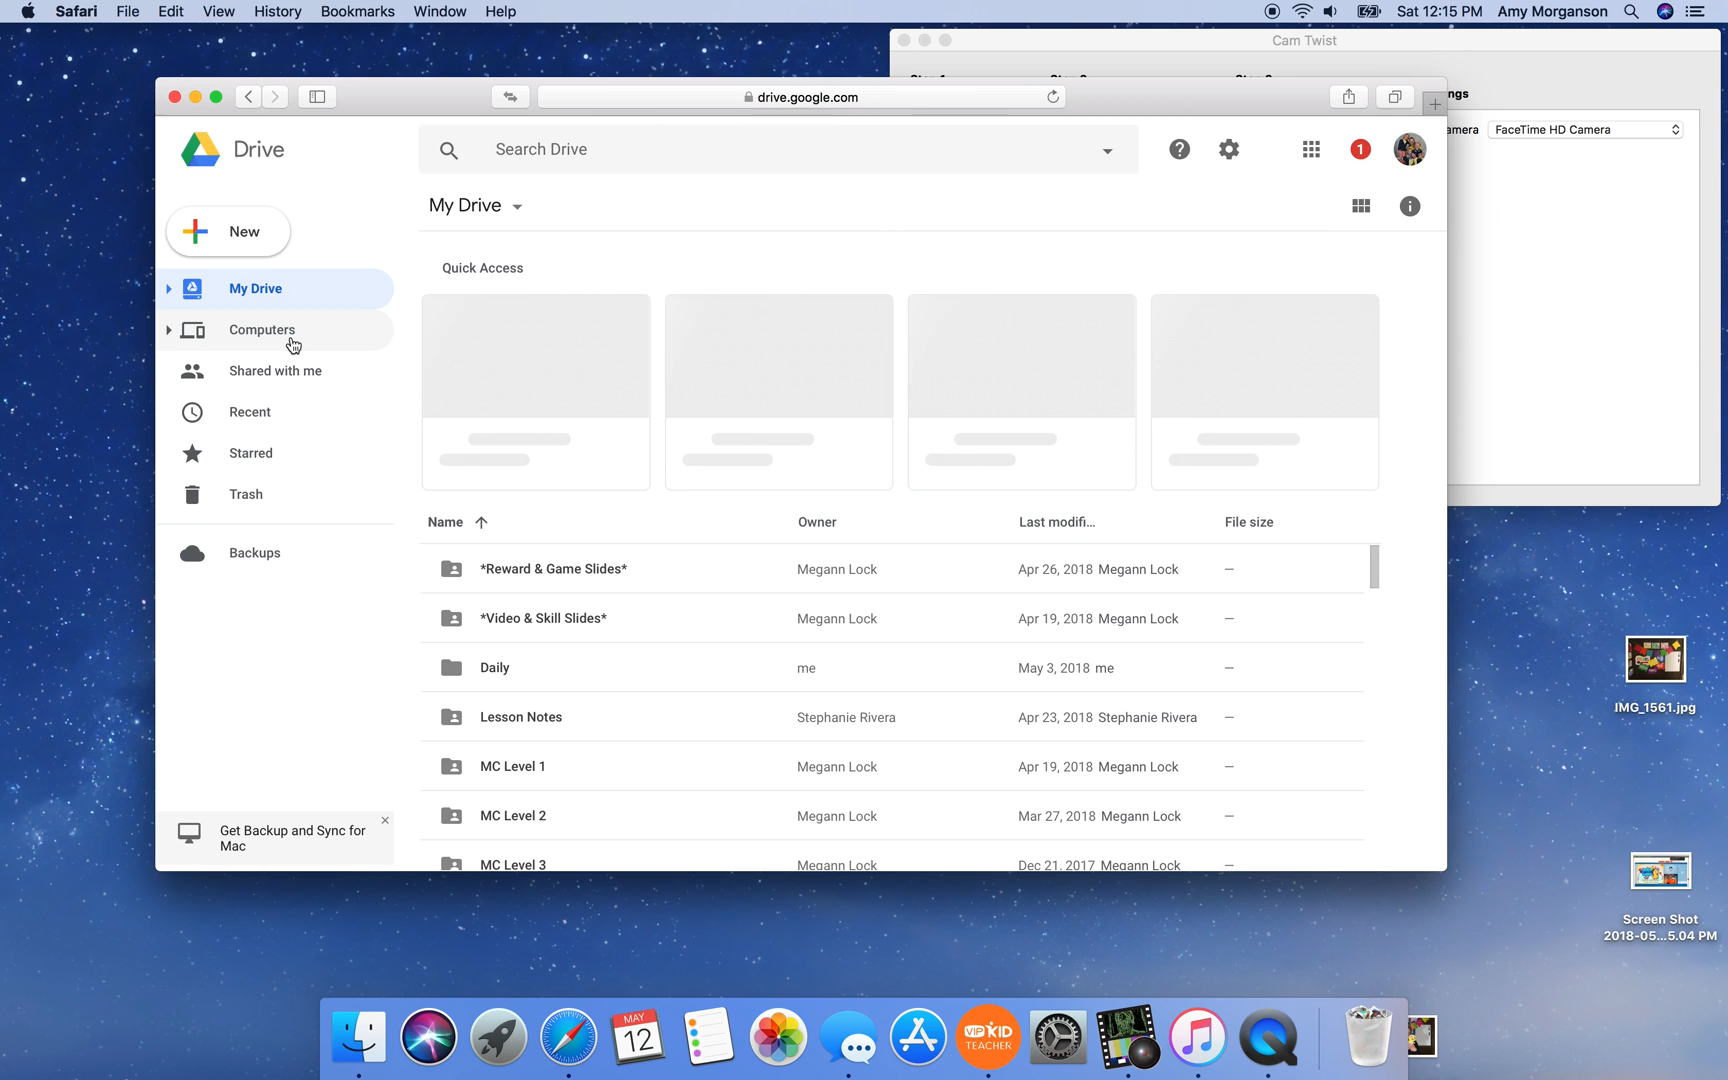 Safari File Edit View History Bookmarks Window Help
Sat 12:15 PM Amy Morganson
Cam Twist
drive.google.com
ngs
amera FaceTime HD Camera
Drive
Search Drive
1
My Drive
New
Quick Access
My Drive
Computers
Shared with me
Recent
Starred
Trash
Backups
Get Backup and Sync for
Mac
Name Owner Last modifi... File size
*Reward & Game Slides* Megann Lock Apr 26, 2018 Megann Lock —
*Video & Skill Slides* Megann Lock Apr 19, 2018 Megann Lock —
Daily me May 3, 2018 me —
Lesson Notes Stephanie Rivera Apr 23, 2018 Stephanie Rivera —
MC Level 1 Megann Lock Apr 19, 2018 Megann Lock —
MC Level 2 Megann Lock Mar 27, 2018 Megann Lock —
MC Level 3 Megann Lock Dec 21, 2017 Megann Lock —
IMG_1561.jpg
Screen Shot
2018-05...5.04 PM
MAY
12
VIPKID
TEACHER